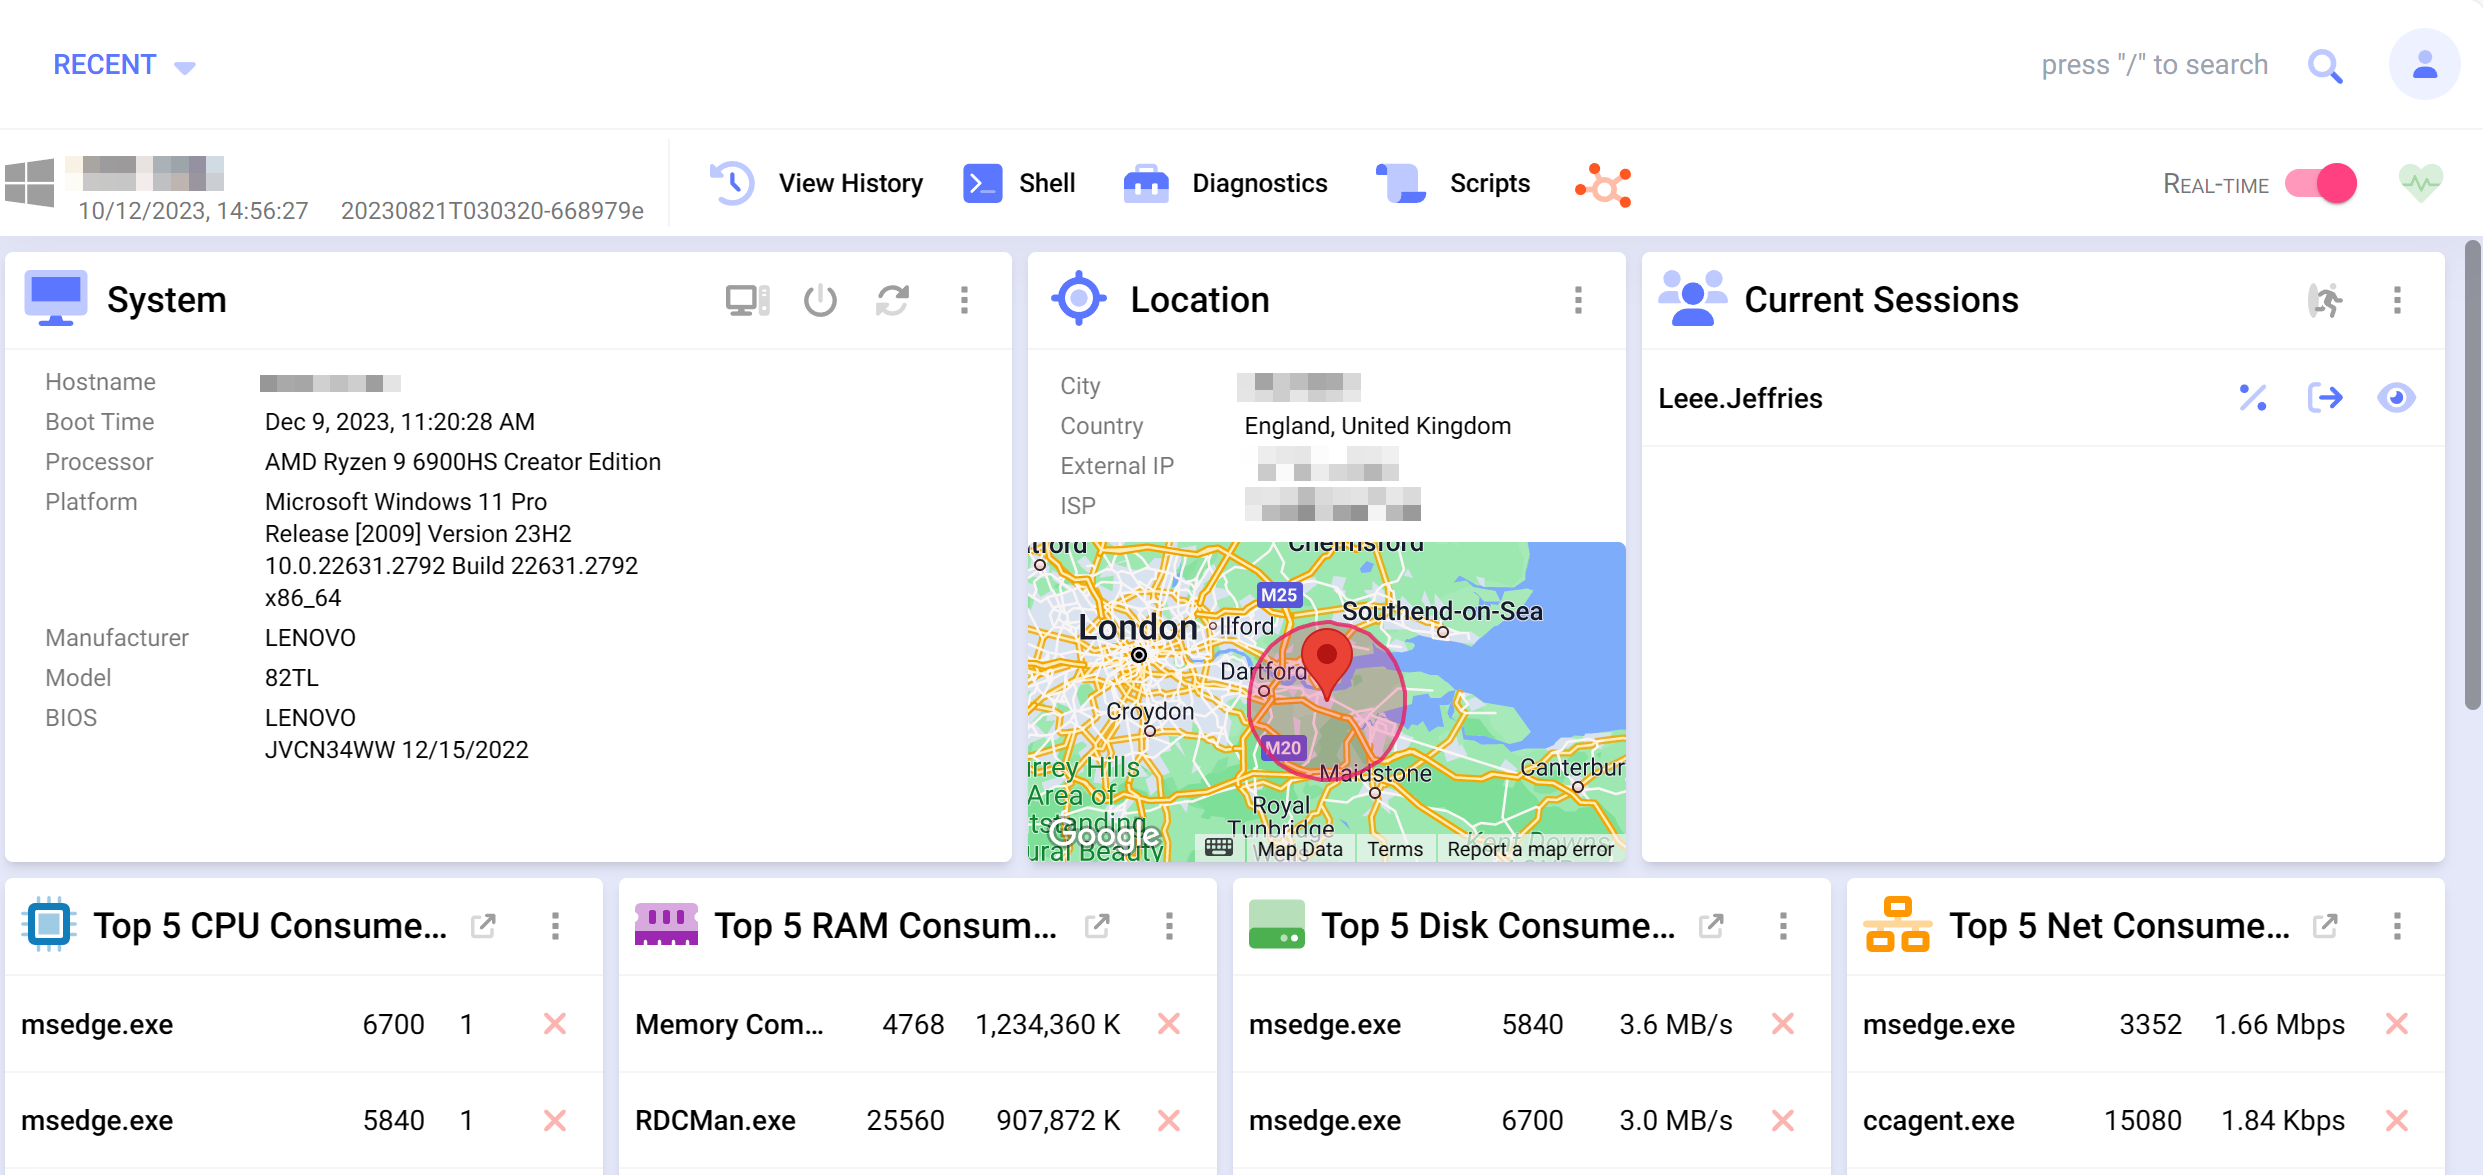 RECENT
press "/" to search
10/12/2023, 14:56:27 20230821T030320-668979e
View History
Shell
Diagnostics
Scripts
REAL-TIME
System
Hostname
Boot Time Dec 9, 2023, 11:20:28 AM
Processor AMD Ryzen 9 6900HS Creator Edition
Platform Microsoft Windows 11 Pro
Release [2009] Version 23H2
10.0.22631.2792 Build 22631.2792
x86_64
Manufacturer LENOVO
Model 82TL
BIOS LENOVO
JVCN34WW 12/15/2022
Location
City
Country England, United Kingdom
External IP
ISP
tford
Chelmsford
M25
Southend-on-Sea
London
Ilford
Dartford
Croydon
M20
Maidstone
Canterbur
rrey Hills
Area of
tstanding
ural Beauty
Royal
Tunbridge
Wells
Kent Downs
Google
Map Data
Terms
Report a map error
Current Sessions
Leee.Jeffries
Top 5 CPU Consume...
msedge.exe 6700 1
msedge.exe 5840 1
Top 5 RAM Consum...
Memory Com... 4768 1,234,360 K
RDCMan.exe 25560 907,872 K
Top 5 Disk Consume...
msedge.exe 5840 3.6 MB/s
msedge.exe 6700 3.0 MB/s
Top 5 Net Consume...
msedge.exe 3352 1.66 Mbps
ccagent.exe 15080 1.84 Kbps